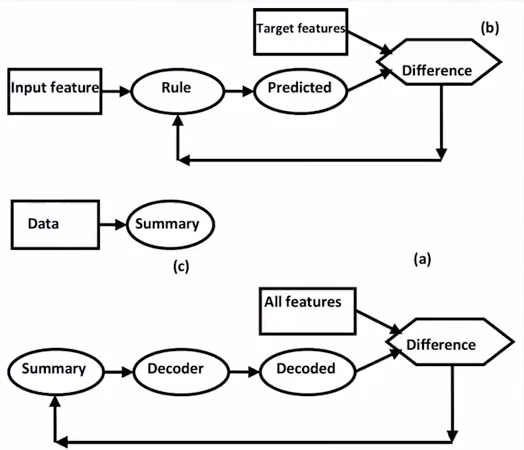 Target features
(b)
Difference
Input feature
Rule
Predicted
Data
Summary
(c)
(a)
All features
Difference
Summary
Decoder
Decoded